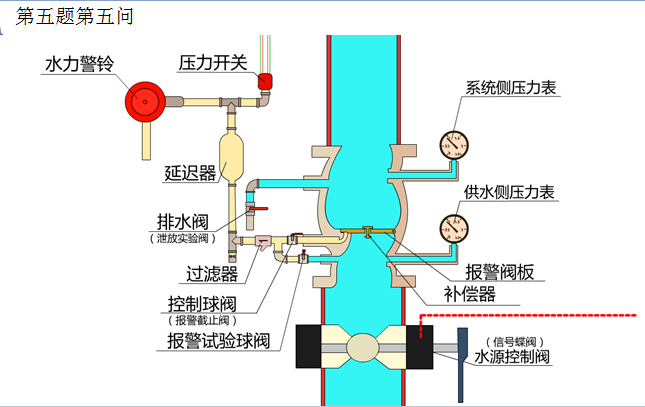 第五题第五问
水力警铃
压力开关
系统侧压力表
延迟器
供水侧压力表
排水阀
（泄放实验阀）
过滤器
报警阀板
补偿器
控制球阀
（报警截止阀）
报警试验球阀
（信号蝶阀）
水源控制阀